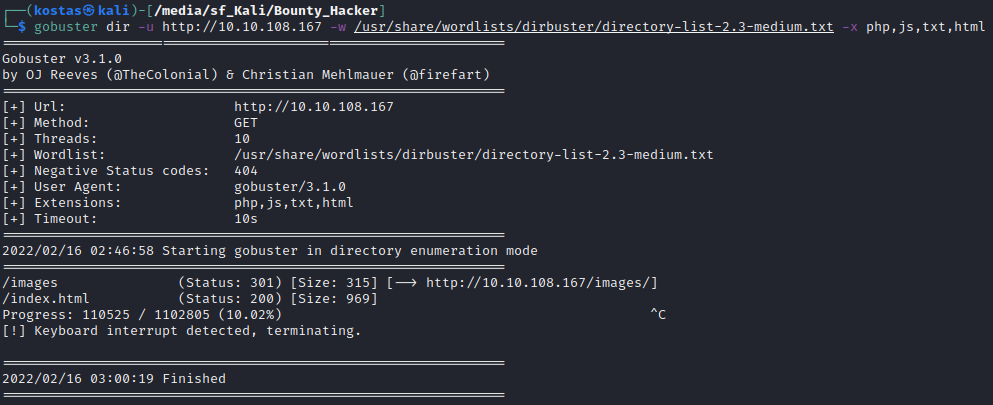 ┌──(kostas㉿kali)-[/media/sf_Kali/Bounty_Hacker]
└─$ gobuster dir -u http://10.10.108.167 -w /usr/share/wordlists/dirbuster/directory-list-2.3-medium.txt -x php,js,txt,html
===============================================================
Gobuster v3.1.0
by OJ Reeves (@TheColonial) & Christian Mehlmauer (@firefart)
===============================================================
[+] Url:                     http://10.10.108.167
[+] Method:                  GET
[+] Threads:                 10
[+] Wordlist:                /usr/share/wordlists/dirbuster/directory-list-2.3-medium.txt
[+] Negative Status codes:   404
[+] User Agent:              gobuster/3.1.0
[+] Extensions:              php,js,txt,html
[+] Timeout:                 10s
===============================================================
2022/02/16 02:46:58 Starting gobuster in directory enumeration mode
===============================================================
/images               (Status: 301) [Size: 315] [--> http://10.10.108.167/images/]
/index.html           (Status: 200) [Size: 969]
Progress: 110525 / 1102805 (10.02%)                                              ^C
[!] Keyboard interrupt detected, terminating.
===============================================================
2022/02/16 03:00:19 Finished
===============================================================